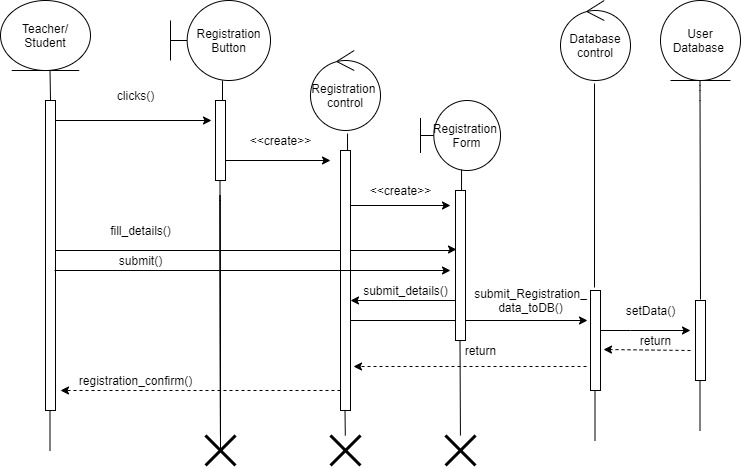 Teacher/
Student
Registration
Button
Registration
control
Registration
Form
Database
control
User
Database
clicks()
<<create>>
<<create>>
fill_details()
submit()
submit_details()
submit_Registration_
data_toDB()
setData()
return
return
registration_confirm()